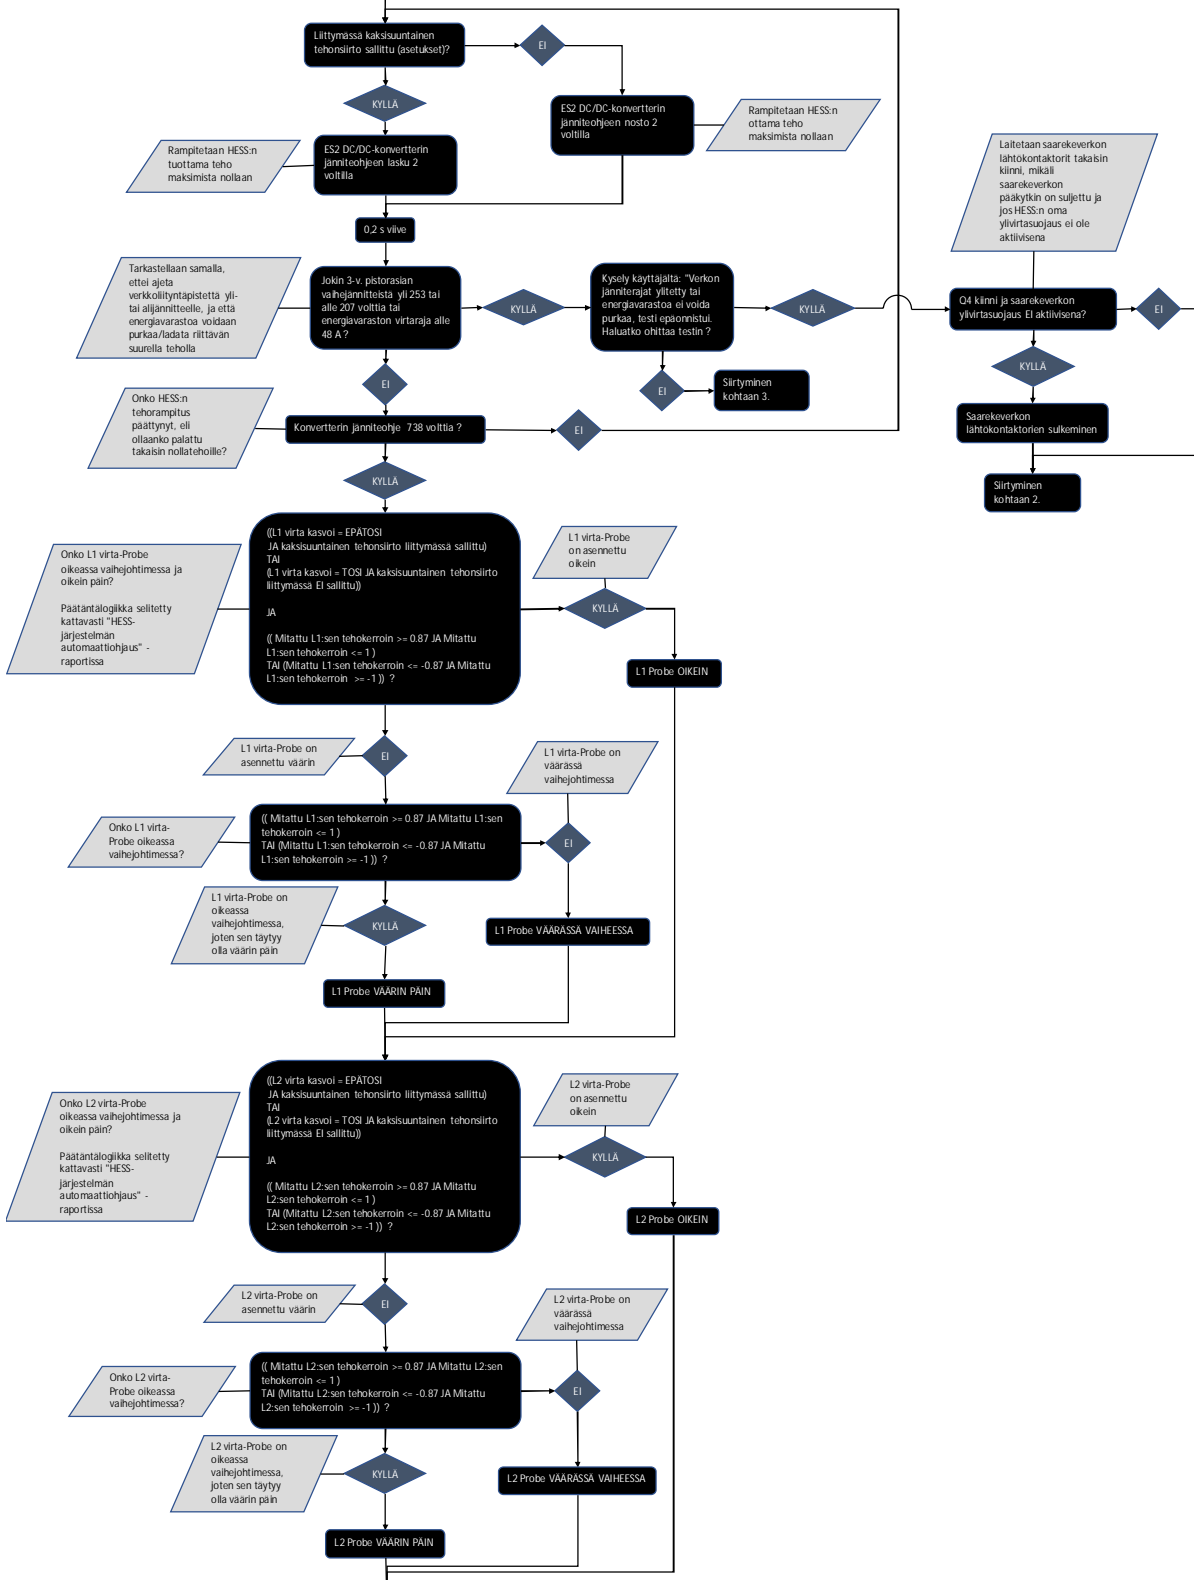 Liittymässä kaksisuuntainen
tehonsiirto sallittu (asetukset)?
EI
KYLLÄ
ES2 DC/DC-konvertterin
jänniteohjeen nosto 2
voltilla
Rampitetaan HESS:n
ottama teho
maksimista nollaan
Rampitetaan HESS:n
tuottama teho
maksimista nollaan
ES2 DC/DC-konvertterin
jänniteohjeen lasku 2
voltilla
Laitetaan saarekeverkon
lähtökontaktorit takaisin
kiinni, mikäli
saarekeverkon
pääkytkin on suljettu ja
jos HESS:n oma
ylivirtasuojaus ei ole
aktiivisena
0,2 s viive
Tarkastellaan samalla,
ettei ajeta
verkkoliityntäpistettä yli-
tai alijännitteelle, ja että
energiavarastoa voidaan
purkaa/ladata riittävän
suurella teholla
Jokin 3-v. pistorasian
vaihejännitteistä yli 253 tai
alle 207 volttia tai
energiavaraston virtaraja alle
48 A ?
KYLLÄ
Kysely käyttäjältä: "Verkon
jänniterajat ylitetty tai
energiavarastoa ei voida
purkaa, testi epäonnistui.
Haluatko ohittaa testin ?
KYLLÄ
Q4 kiinni ja saarekeverkon
ylivirtasuojaus EI aktiivisena?
EI
KYLLÄ
EI
EI
Siirtyminen
kohtaan 3.
Onko HESS:n
tehorampitus
päättynyt, eli
ollaanko palattu
takaisin nollatehoille?
Konvertterin jänniteohje 738 volttia ?
EI
Saarekeverkon
lähtökontaktorien sulkeminen
KYLLÄ
Siirtyminen
kohtaan 2.
Onko L1 virta-Probe
oikeassa vaihejohtimessa ja
oikein päin?
Päätäntälogiikka selitetty
kattavasti "HESS-
järjestelmän
automaattiohjaus" -
raportissa
((L1 virta kasvoi = EPÄTOSI
JA kaksisuuntainen tehonsiirto liittymässä sallittu)
TAI
(L1 virta kasvoi = TOSI JA kaksisuuntainen tehonsiirto
liittymässä EI sallittu))
JA
(( Mitattu L1:sen tehokerroin >= 0.87 JA Mitattu
L1:sen tehokerroin <= 1 )
TAI (Mitattu L1:sen tehokerroin <= -0.87 JA Mitattu
L1:sen tehokerroin >= -1 )) ?
L1 virta-Probe
on asennettu
oikein
KYLLÄ
L1 Probe OIKEIN
L1 virta-Probe on
asennettu väärin
EI
L1 virta-Probe on
väärässä
vaihejohtimessa
Onko L1 virta-
Probe oikeassa
vaihejohtimessa?
(( Mitattu L1:sen tehokerroin >= 0.87 JA Mitattu L1:sen
tehokerroin <= 1 )
TAI (Mitattu L1:sen tehokerroin <= -0.87 JA Mitattu
L1:sen tehokerroin >= -1 )) ?
EI
L1 virta-Probe on
oikeassa
vaihejohtimessa,
joten sen täytyy
olla väärin päin
KYLLÄ
L1 Probe VÄÄRÄSSÄ VAIHEESSA
L1 Probe VÄÄRIN PÄIN
Onko L2 virta-Probe
oikeassa vaihejohtimessa ja
oikein päin?
Päätäntälogiikka selitetty
kattavasti "HESS-
järjestelmän
automaattiohjaus" -
raportissa
((L2 virta kasvoi = EPÄTOSI
JA kaksisuuntainen tehonsiirto liittymässä sallittu)
TAI
(L2 virta kasvoi = TOSI JA kaksisuuntainen tehonsiirto
liittymässä EI sallittu))
JA
(( Mitattu L2:sen tehokerroin >= 0.87 JA Mitattu
L2:sen tehokerroin <= 1 )
TAI (Mitattu L2:sen tehokerroin <= -0.87 JA Mitattu
L2:sen tehokerroin >= -1 )) ?
L2 virta-Probe
on asennettu
oikein
KYLLÄ
L2 Probe OIKEIN
L2 virta-Probe on
asennettu väärin
EI
L2 virta-Probe on
väärässä
vaihejohtimessa
Onko L2 virta-
Probe oikeassa
vaihejohtimessa?
(( Mitattu L2:sen tehokerroin >= 0.87 JA Mitattu L2:sen
tehokerroin <= 1 )
TAI (Mitattu L2:sen tehokerroin <= -0.87 JA Mitattu
L2:sen tehokerroin >= -1 )) ?
EI
L2 virta-Probe on
oikeassa
vaihejohtimessa,
joten sen täytyy
olla väärin päin
KYLLÄ
L2 Probe VÄÄRÄSSÄ VAIHEESSA
L2 Probe VÄÄRIN PÄIN